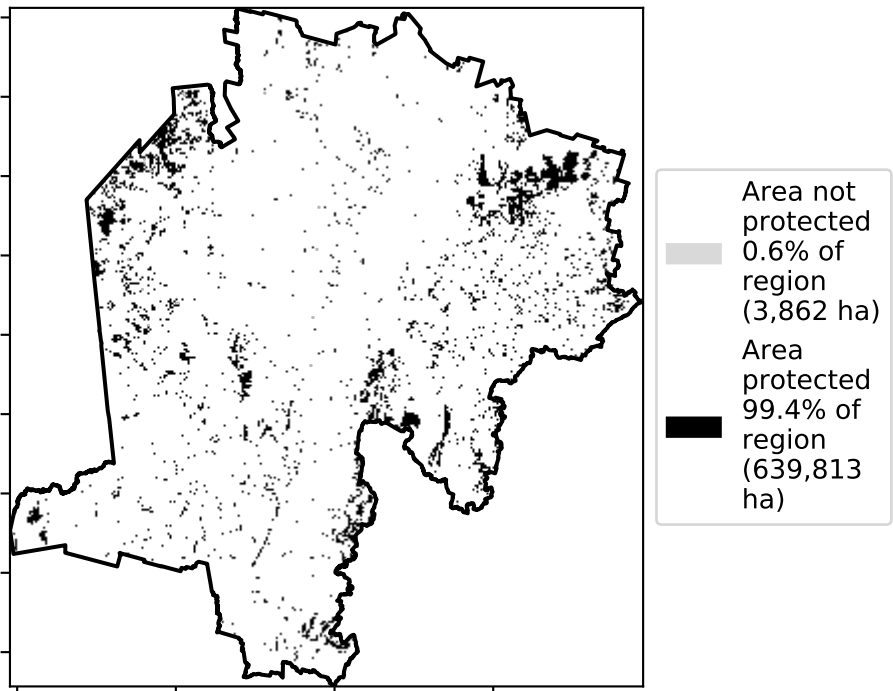 Area not
protected
0.6% of
region
(3,862 ha)
Area
protected
99.4% of
region
(639,813
ha)